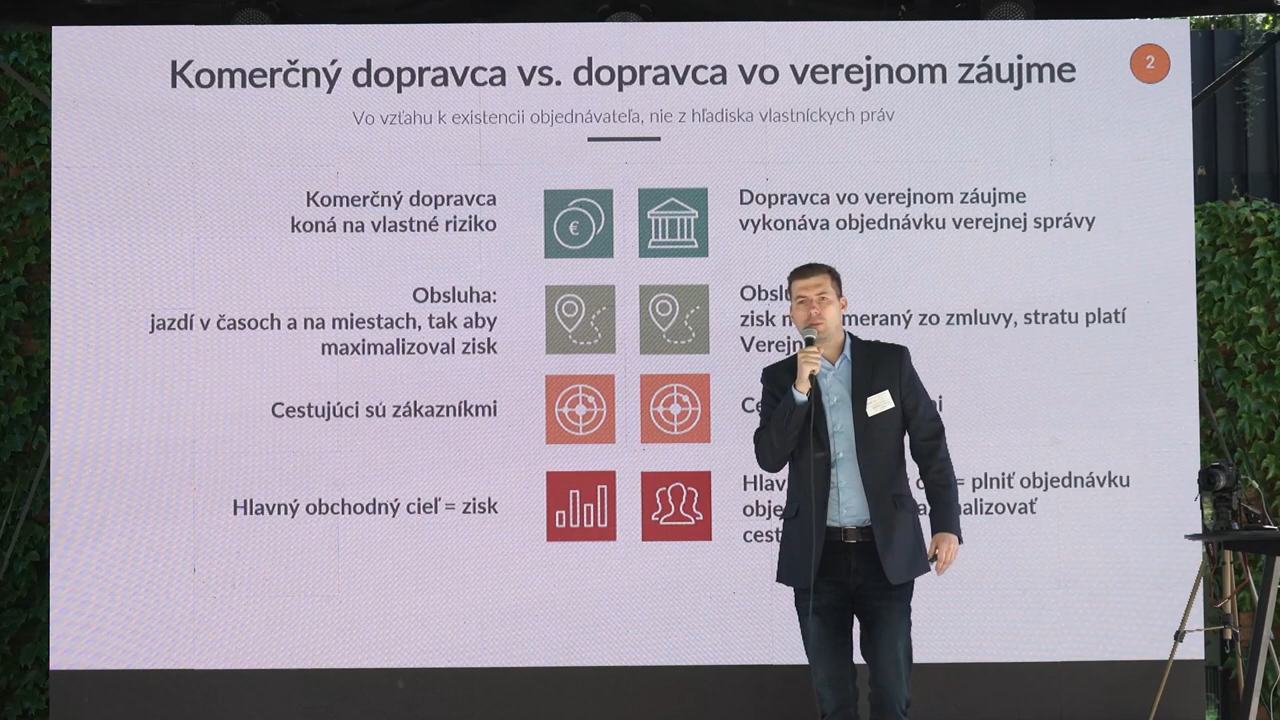 Komerčný dopravca vs. dopravca vo verejnom záujme
2
Vo vzťahu k existencii objednávateľa, nie z hľadiska vlastníckych práv
Komerčný dopravca
koná na vlastné riziko
€
Dopravca vo verejnom záujme
vykonáva objednávku verejnej správy
Obsluha:
jazdí v časoch a na miestach, tak aby
maximalizoval zisk
zisk zo zmluvy, stratu platí
Cestujúci sú zákazníkmi
Hlavný obchodný cieľ = zisk
= plniť objednávku